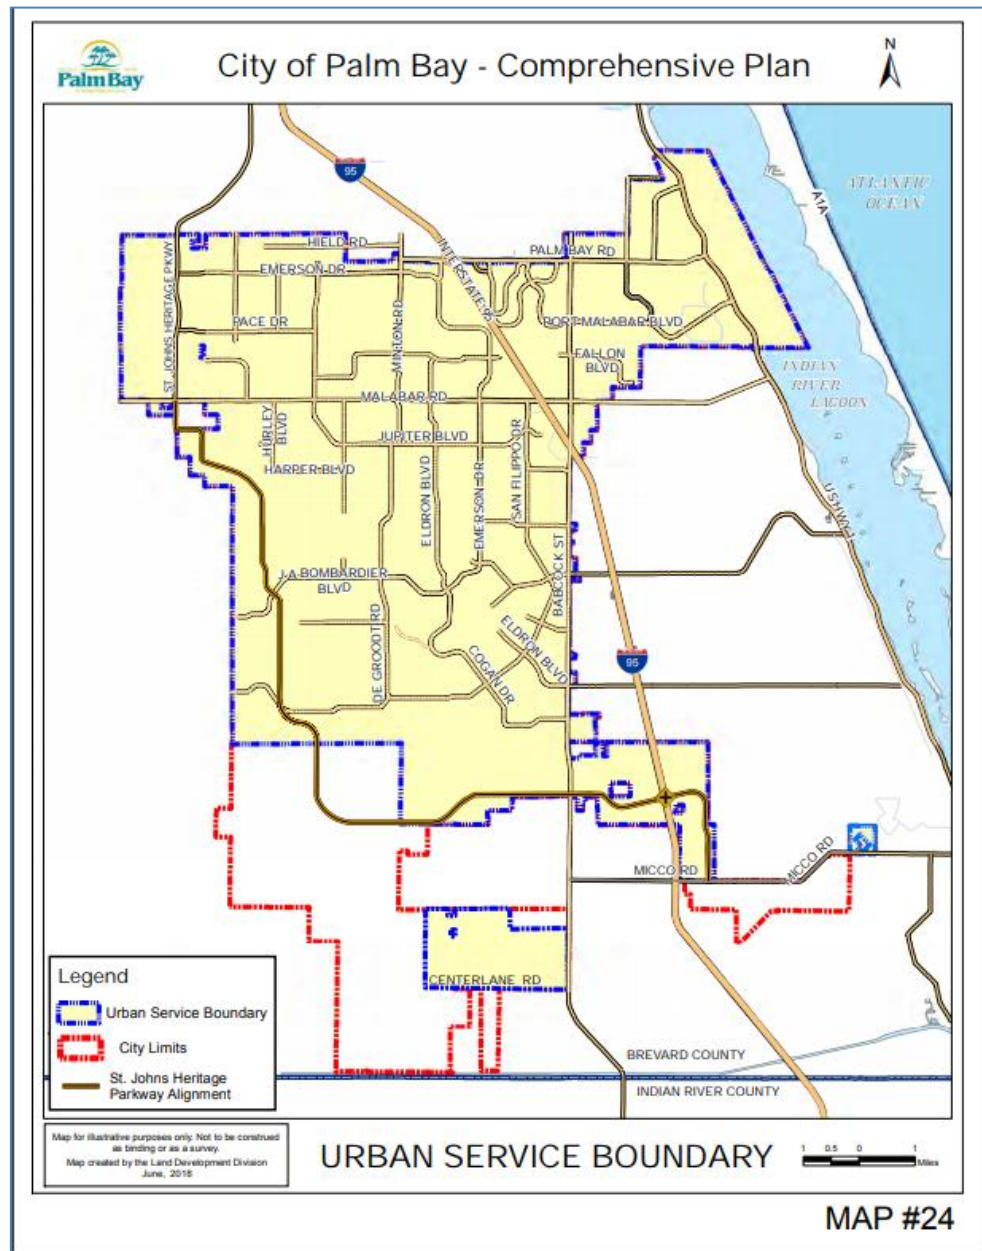 Palm Bay
City of Palm Bay - Comprehensive Plan
N
95
ATLANTIC
OCEAN
A1A
ST. JOHNS HERITAGE PKWY
HIELD RD
INTERSTATE 95
PALM BAY RD
EMERSON DR
MINTON RD
PACE DR
PORT MALABAR BLVD
FALLON
BLVD
INDIAN
RIVER
LAGOON
MALABAR RD
HURLEY
BLVD
JUPITER BLVD
SAN FILIPPO DR
HARPER BLVD
ELDRON BLVD
EMERSON DR
US HWY 1
BABCOCK ST
J.A BOMBARDIER
BLVD
DE GROODT RD
ELDRON BLVD
COGAN DR
95
MICCO RD
MICCO RD
CENTERLANE RD
BREVARD COUNTY
INDIAN RIVER COUNTY
Legend
Urban Service Boundary
City Limits
St. Johns Heritage
Parkway Alignment
Map for illustrative purposes only. Not to be construed
as binding or as a survey.
Map created by the Land Development Division
June, 2018
URBAN SERVICE BOUNDARY
1 0.5 0 1
Miles
MAP #24